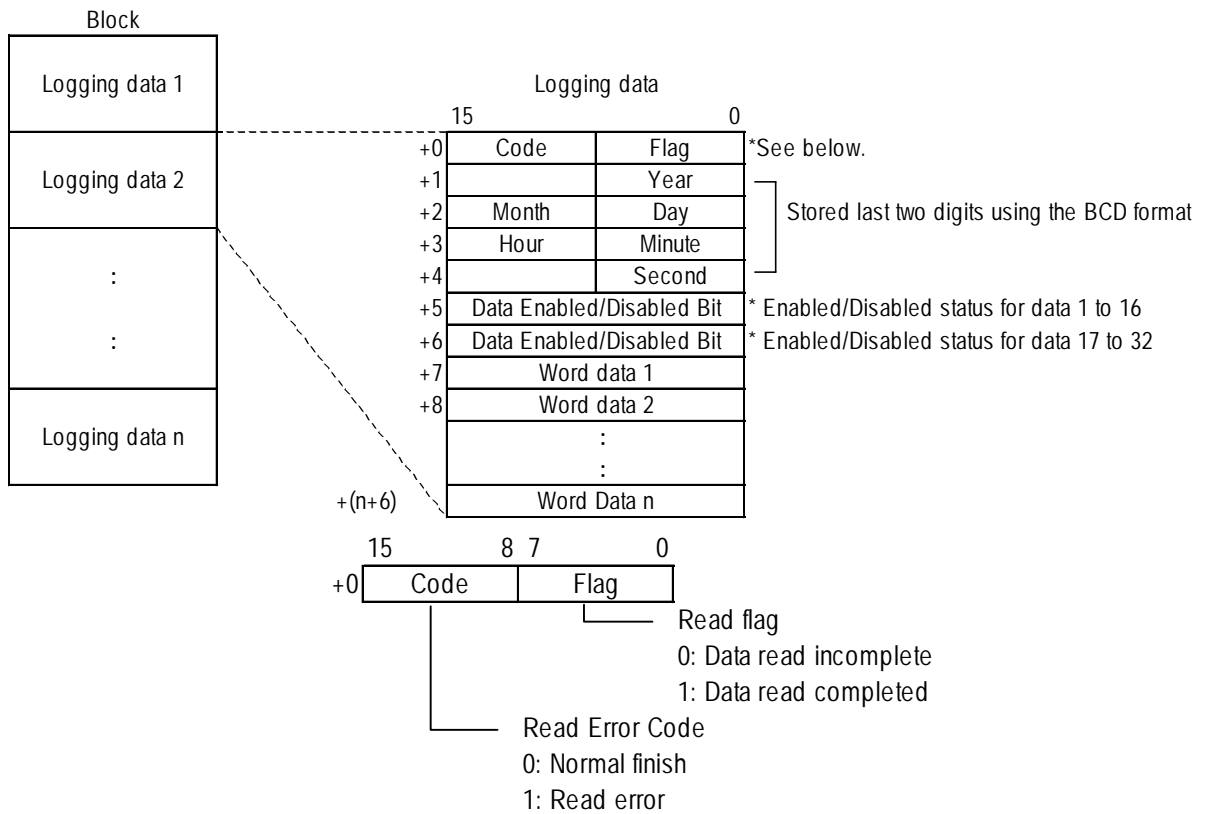 Block
Logging data 1
Logging data 2
:
:
Logging data n
Logging data
15 0
+0 Code Flag *See below.
+1 Year
+2 Month Day Stored last two digits using the BCD format
+3 Hour Minute
+4 Second
+5 Data Enabled/Disabled Bit * Enabled/Disabled status for data 1 to 16
+6 Data Enabled/Disabled Bit * Enabled/Disabled status for data 17 to 32
+7 Word data 1
+8 Word data 2
:
:
+(n+6) Word Data n
15 8 7 0
+0 Code Flag
Read flag
0: Data read incomplete
1: Data read completed
Read Error Code
0: Normal finish
1: Read error